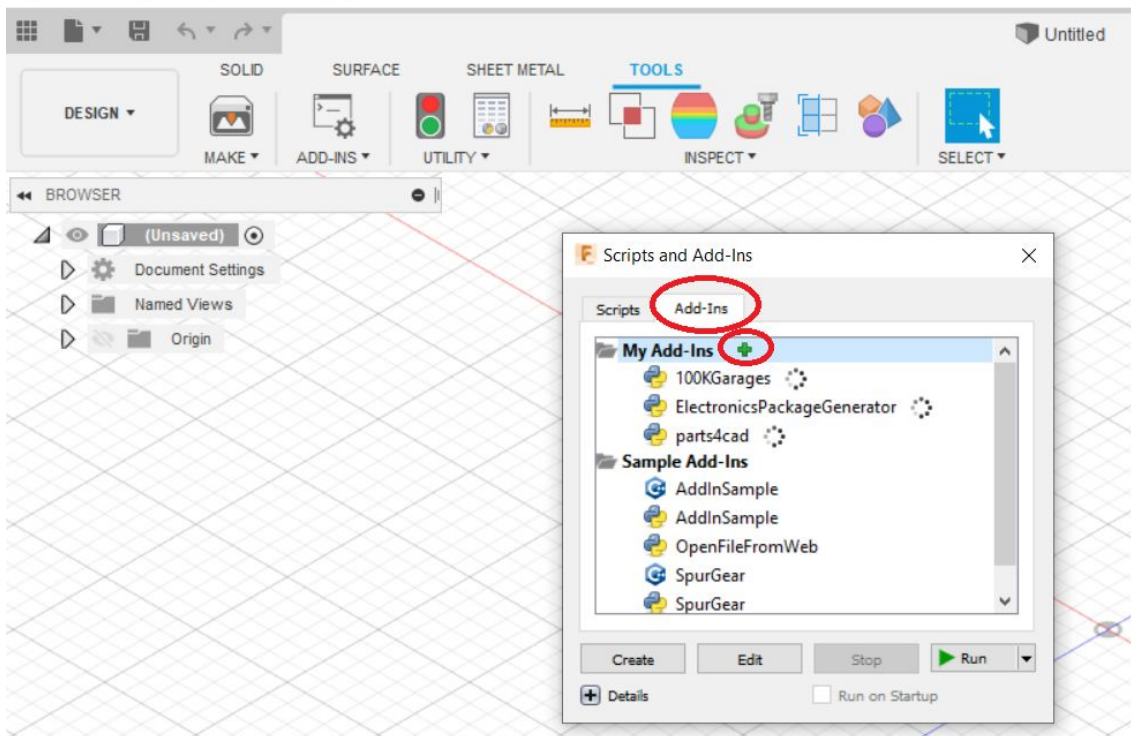 Untitled
SOLID SURFACE SHEET METAL TOOLS
DESIGN
MAKE ADD-INS UTILITY INSPECT SELECT
BROWSER
(Unsaved)
Document Settings
Named Views
Origin
Scripts and Add-Ins
Scripts Add-Ins
My Add-Ins
100KGarages
ElectronicsPackageGenerator
parts4cad
Sample Add-Ins
AddInSample
AddInSample
OpenFileFromWeb
SpurGear
SpurGear
Create Edit Stop Run
Details Run on Startup